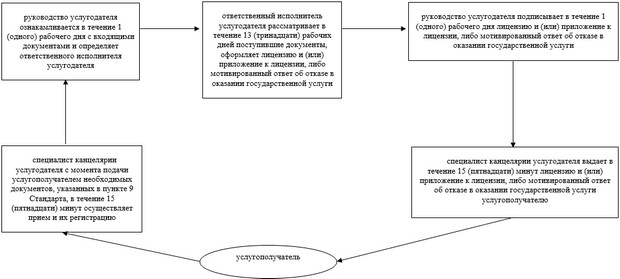 руководство услугодателя
ознакамливается в течение 1
(одного) рабочего дня с входящими
документами и определяет
ответственного исполнителя
услугодателя
ответственный исполнитель
услугодателя рассматривает в
течение 13 (тринадцати) рабочих
дней поступившие документы,
оформляет лицензию и (или)
приложение к лицензии, либо
мотивированный ответ об отказе в
оказании государственной услуги
руководство услугодателя подписывает в течение 1
(одного) рабочего дня лицензию и (или) приложение к
лицензии, либо мотивированный ответ об отказе в
оказании государственной услуги
специалист канцелярии
услугодателя с момента подачи
услугополучателем необходимых
документов, указанных в пункте 9
Стандарта, в течение 15
(пятнадцати) минут осуществляет
прием и их регистрацию
специалист канцелярии услугодателя выдает в
течение 15 (пятнадцати) минут лицензию и (или)
приложение к лицензии, либо мотивированный ответ
об отказе в оказании государственной услуги
услугополучателю
услугополучатель